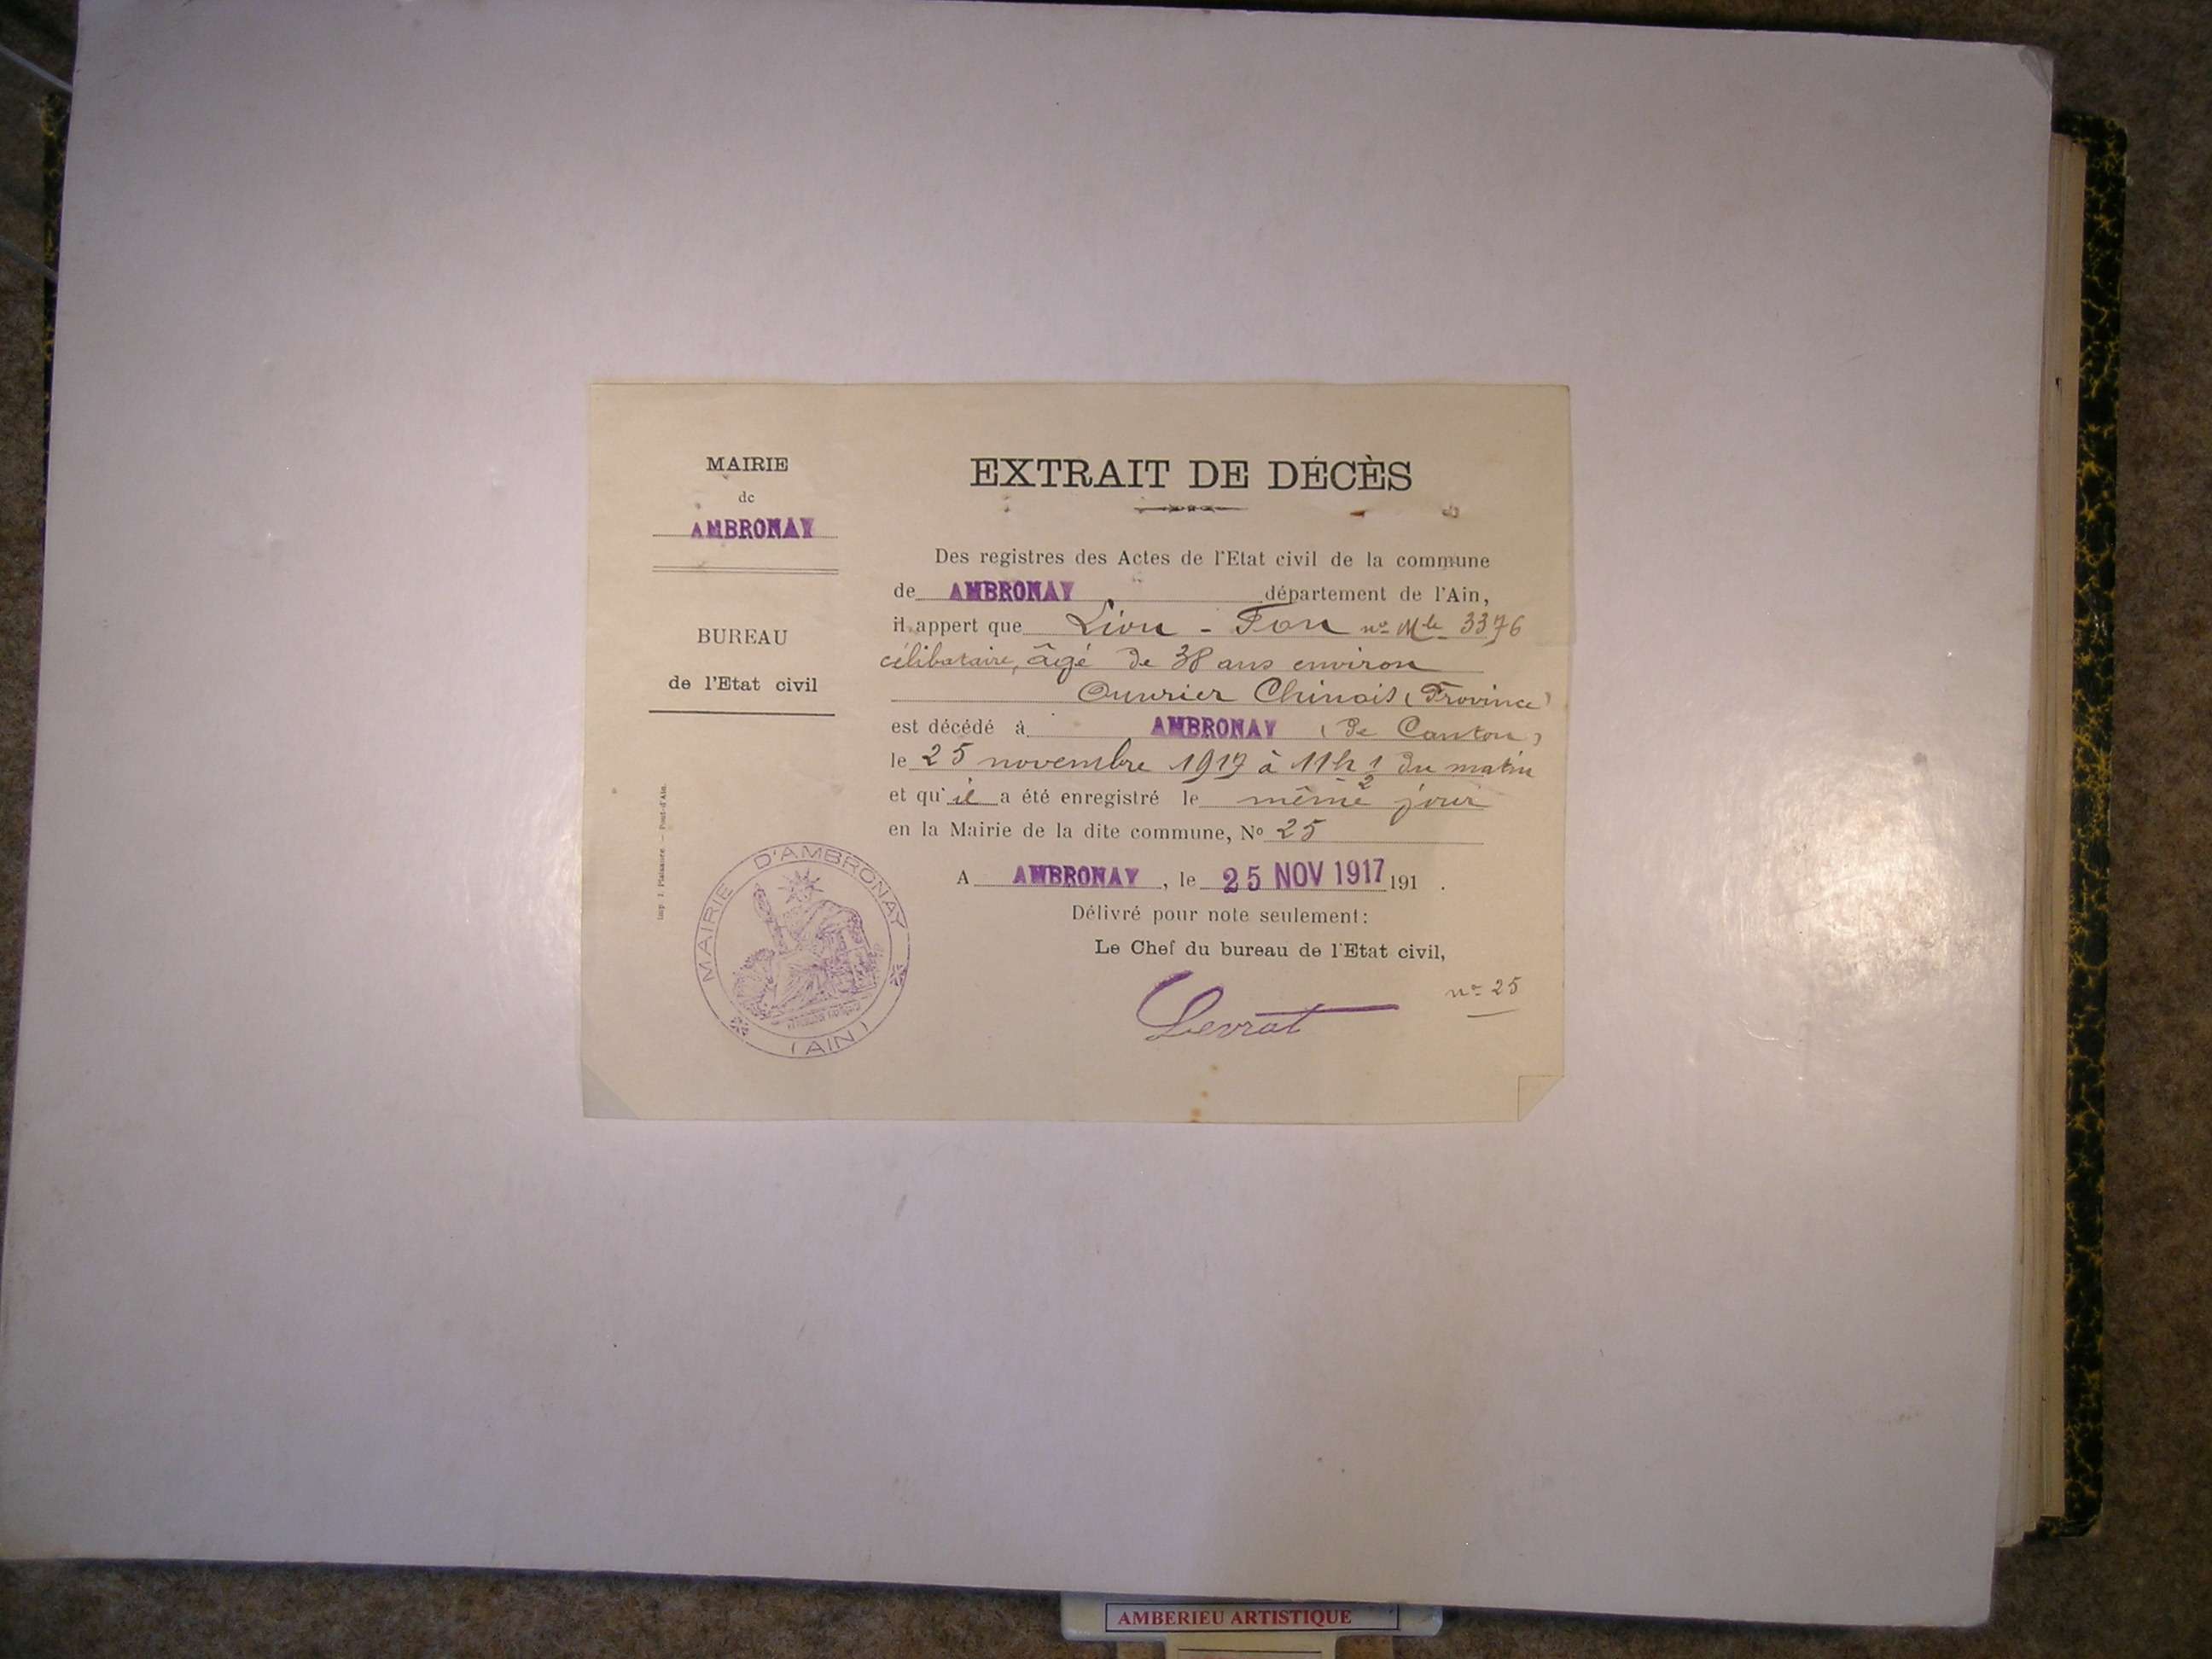 MAIRIE
de
AMBRONAY
BUREAU
de l'Etat civil
EXTRAIT DE DÉCÈS
Des registres des Actes de l'Etat civil de la commune
de AMBRONAY département de l'Ain,
il appert que Liou - Fon nº Mle 3376
célibataire, âgé de 38 ans environ
Ouvrier Chinois (Province
est décédé à AMBRONAY (de Canton)
le 25 novembre 1917 à 11h 1/2 du matin
et qu'il a été enregistré le même jour
en la Mairie de la dite commune, Nº 25
A AMBRONAY, le 25 NOV 1917 191 .
Délivré pour note seulement:
Le Chef du bureau de l'Etat civil,
Levrat
nº 25
MAIRIE D'AMBRONAY
(AIN)
AMBERIEU ARTISTIQUE